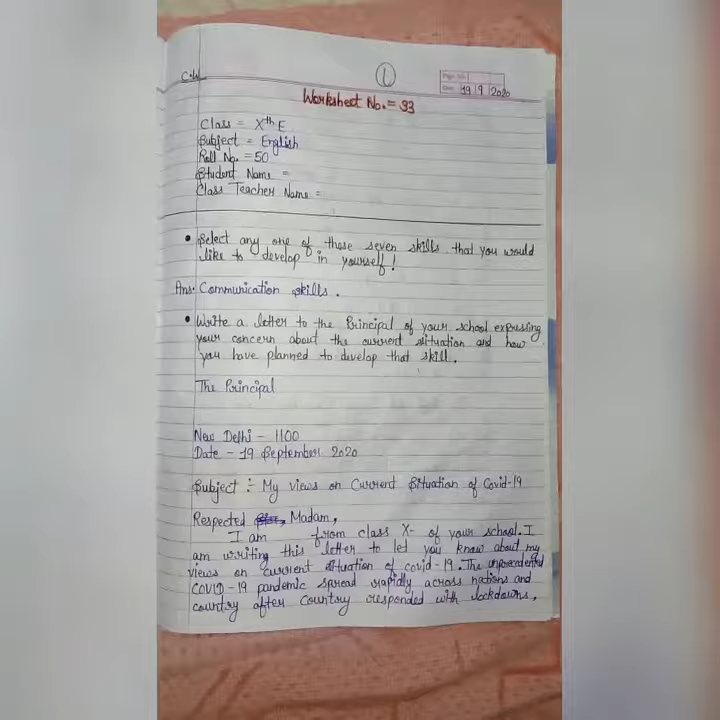 C.W
1
Page No.
Date 19 9 2020
Worksheet No. = 93
Class = Xth E
Subject = English
Roll No. = 50
Student Name =
Class Teacher Name =
• Select any one of these seven skills that you would
like to develop in yourself!
Ans. Communication skills.
• Write a letter to the Principal of your school expressing
your concern about the current situation and how
you have planned to develop that skill.
The Principal
New Delhi - 1100
Date - 19 September 2020
Subject :- My views on Current Situation of Covid-19
Respected Madam,
I am from class X- of your school. I
am writing this letter to let you know about my
views on current situation of covid-19. The unprecedented
COVID-19 pandemic spread rapidly across nations and
country after country responded with lockdowns,